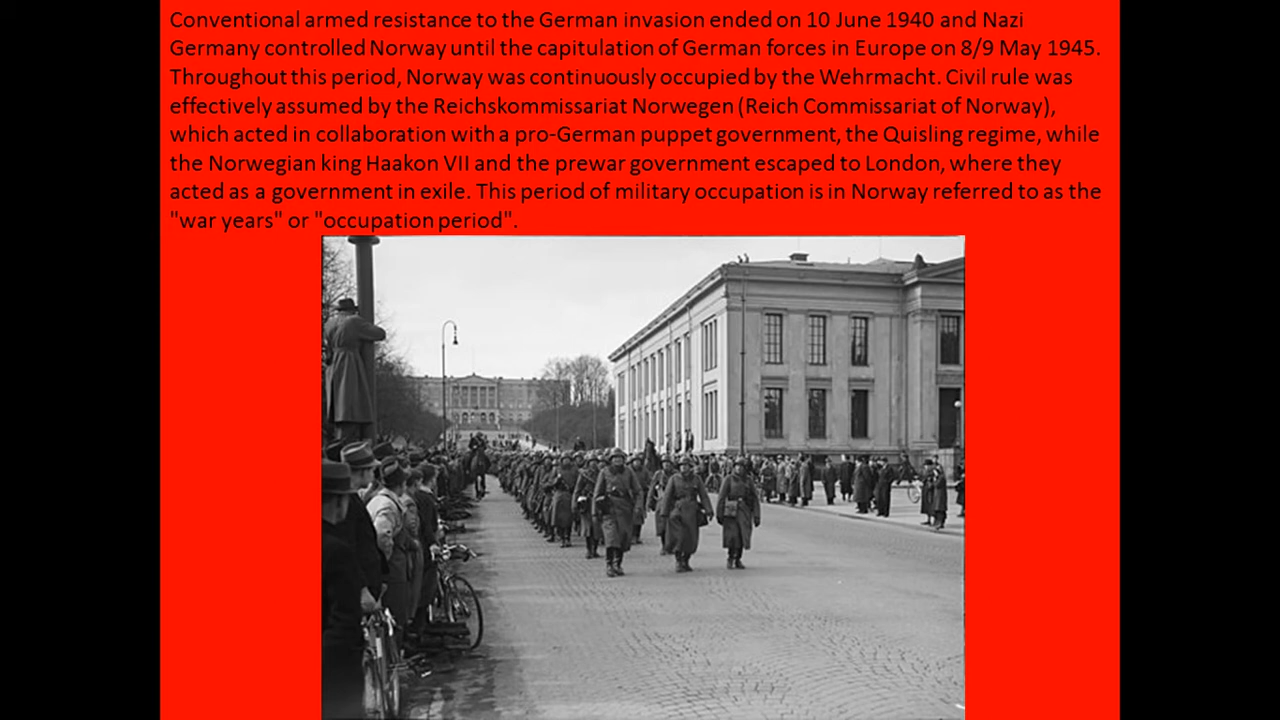 Conventional armed resistance to the German invasion ended on 10 June 1940 and Nazi
Germany controlled Norway until the capitulation of German forces in Europe on 8/9 May 1945.
Throughout this period, Norway was continuously occupied by the Wehrmacht. Civil rule was
effectively assumed by the Reichskommissariat Norwegen (Reich Commissariat of Norway),
which acted in collaboration with a pro-German puppet government, the Quisling regime, while
the Norwegian king Haakon VII and the prewar government escaped to London, where they
acted as a government in exile. This period of military occupation is in Norway referred to as the
"war years" or "occupation period".